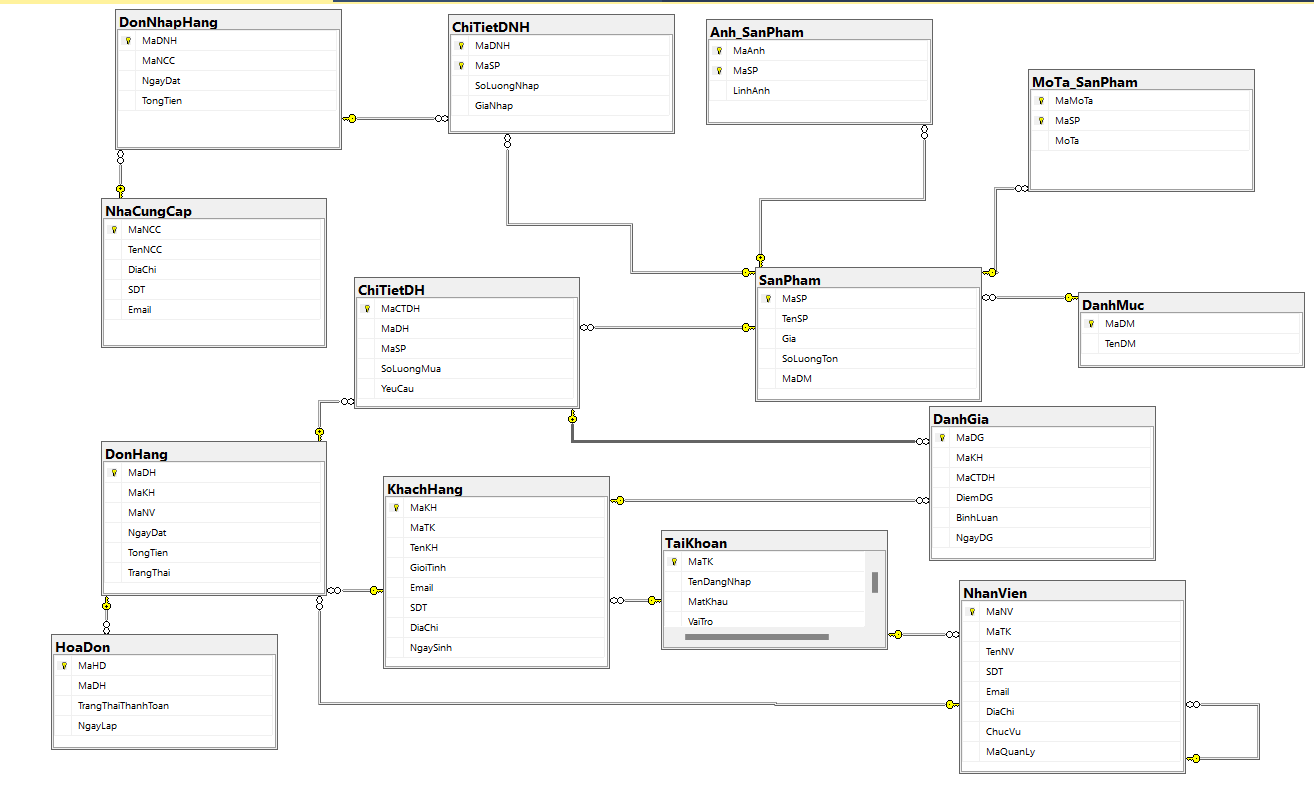 DonNhapHang
MaDNH
MaNCC
NgayDat
TongTien
ChiTietDNH
MaDNH
MaSP
SoLuongNhap
GiaNhap
Anh_SanPham
MaAnh
MaSP
LinhAnh
MoTa_SanPham
MaMoTa
MaSP
MoTa
NhaCungCap
MaNCC
TenNCC
DiaChi
SDT
Email
ChiTietDH
MaCTDH
MaDH
MaSP
SoLuongMua
YeuCau
SanPham
MaSP
TenSP
Gia
SoLuongTon
MaDM
DanhMuc
MaDM
TenDM
DanhGia
MaDG
MaKH
MaCTDH
DiemDG
BinhLuan
NgayDG
DonHang
MaDH
MaKH
MaNV
NgayDat
TongTien
TrangThai
KhachHang
MaKH
MaTK
TenKH
GioiTinh
Email
SDT
DiaChi
NgaySinh
TaiKhoan
MaTK
TenDangNhap
MatKhau
VaiTro
NhanVien
MaNV
MaTK
TenNV
SDT
Email
DiaChi
ChucVu
MaQuanLy
HoaDon
MaHD
MaDH
TrangThaiThanhToan
NgayLap